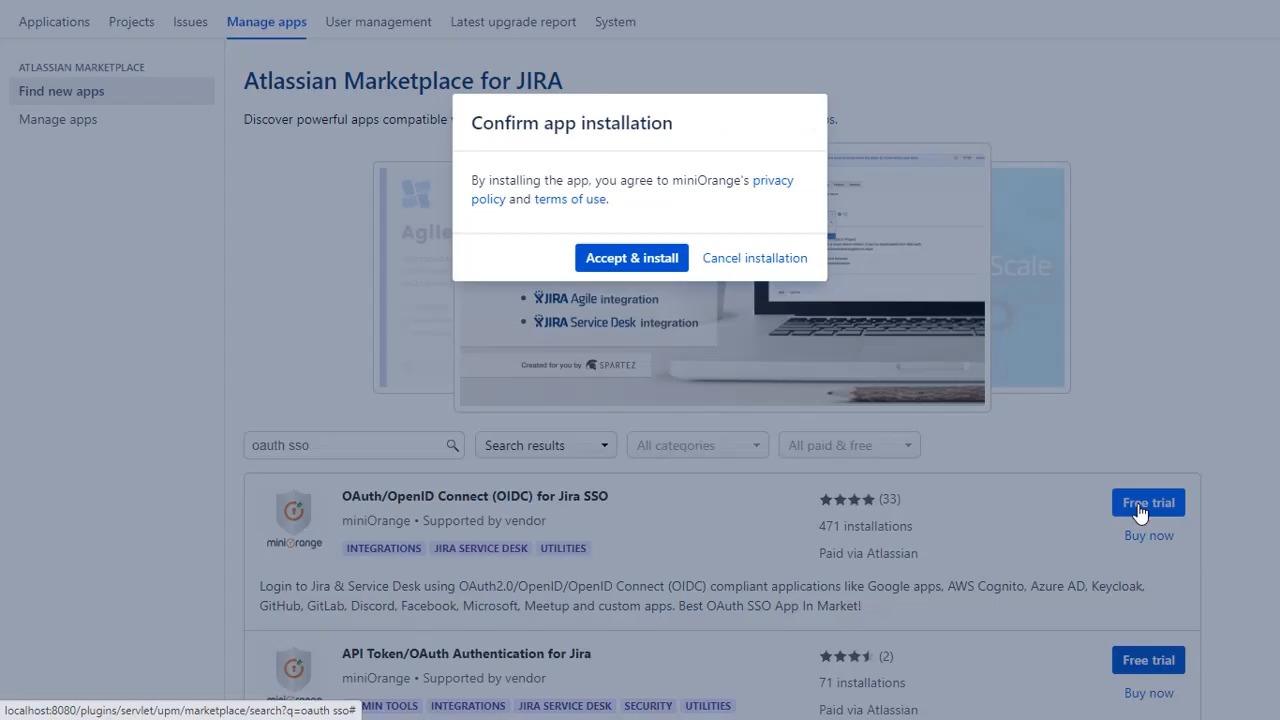 Applications Projects Issues Manage apps User management Latest upgrade report System
ATLASSIAN MARKETPLACE
Find new apps
Manage apps
Atlassian Marketplace for JIRA
Discover powerful apps compatible
Confirm app installation
By installing the app, you agree to miniOrange's privacy
policy and terms of use.
Accept & install Cancel installation
Agile
Scale
JIRA Agile integration
JIRA Service Desk integration
Created for you by SPARTEZ
oauth sso Search results All categories All paid & free
OAuth/OpenID Connect (OIDC) for Jira SSO
miniOrange • Supported by vendor
INTEGRATIONS JIRA SERVICE DESK UTILITIES
miniOrange
(33)
471 installations
Paid via Atlassian
Free trial
Buy now
Login to Jira & Service Desk using OAuth2.0/OpenID/OpenID Connect (OIDC) compliant applications like Google apps, AWS Cognito, Azure AD, Keycloak,
GitHub, GitLab, Discord, Facebook, Microsoft, Meetup and custom apps. Best OAuth SSO App In Market!
API Token/OAuth Authentication for Jira
miniOrange • Supported by vendor
MIN TOOLS INTEGRATIONS JIRA SERVICE DESK SECURITY UTILITIES
(2)
71 installations
Paid via Atlassian
Free trial
Buy now
localhost:8080/plugins/servlet/upm/marketplace/search?q=oauth sso#